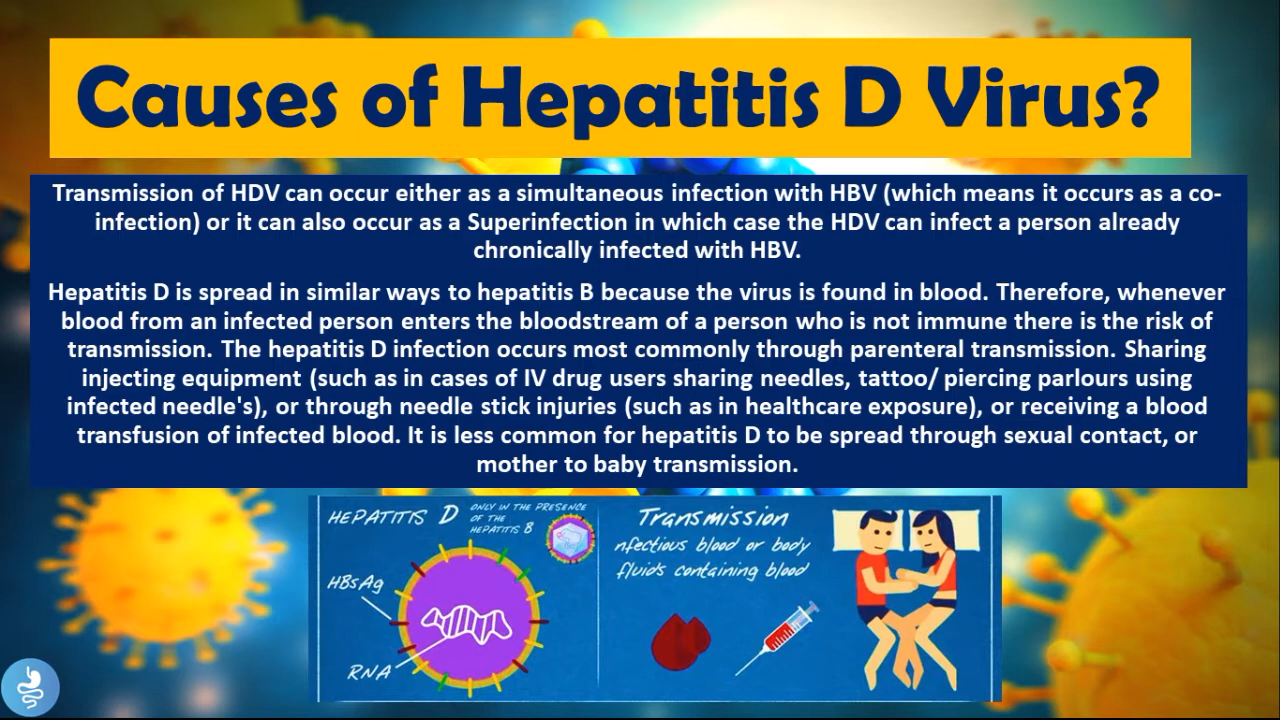 Causes of Hepatitis D Virus?
Transmission of HDV can occur either as a simultaneous infection with HBV (which means it occurs as a co-
infection) or it can also occur as a Superinfection in which case the HDV can infect a person already
chronically infected with HBV.
Hepatitis D is spread in similar ways to hepatitis B because the virus is found in blood. Therefore, whenever
blood from an infected person enters the bloodstream of a person who is not immune there is the risk of
transmission. The hepatitis D infection occurs most commonly through parenteral transmission. Sharing
injecting equipment (such as in cases of IV drug users sharing needles, tattoo/ piercing parlours using
infected needle's), or through needle stick injuries (such as in healthcare exposure), or receiving a blood
transfusion of infected blood. It is less common for hepatitis D to be spread through sexual contact, or
mother to baby transmission.
HEPATITIS D
ONLY IN THE PRESENCE
OF THE
HEPATITIS B
HBsAg
RNA
Transmission
nfectious blood or body
fluids containing blood